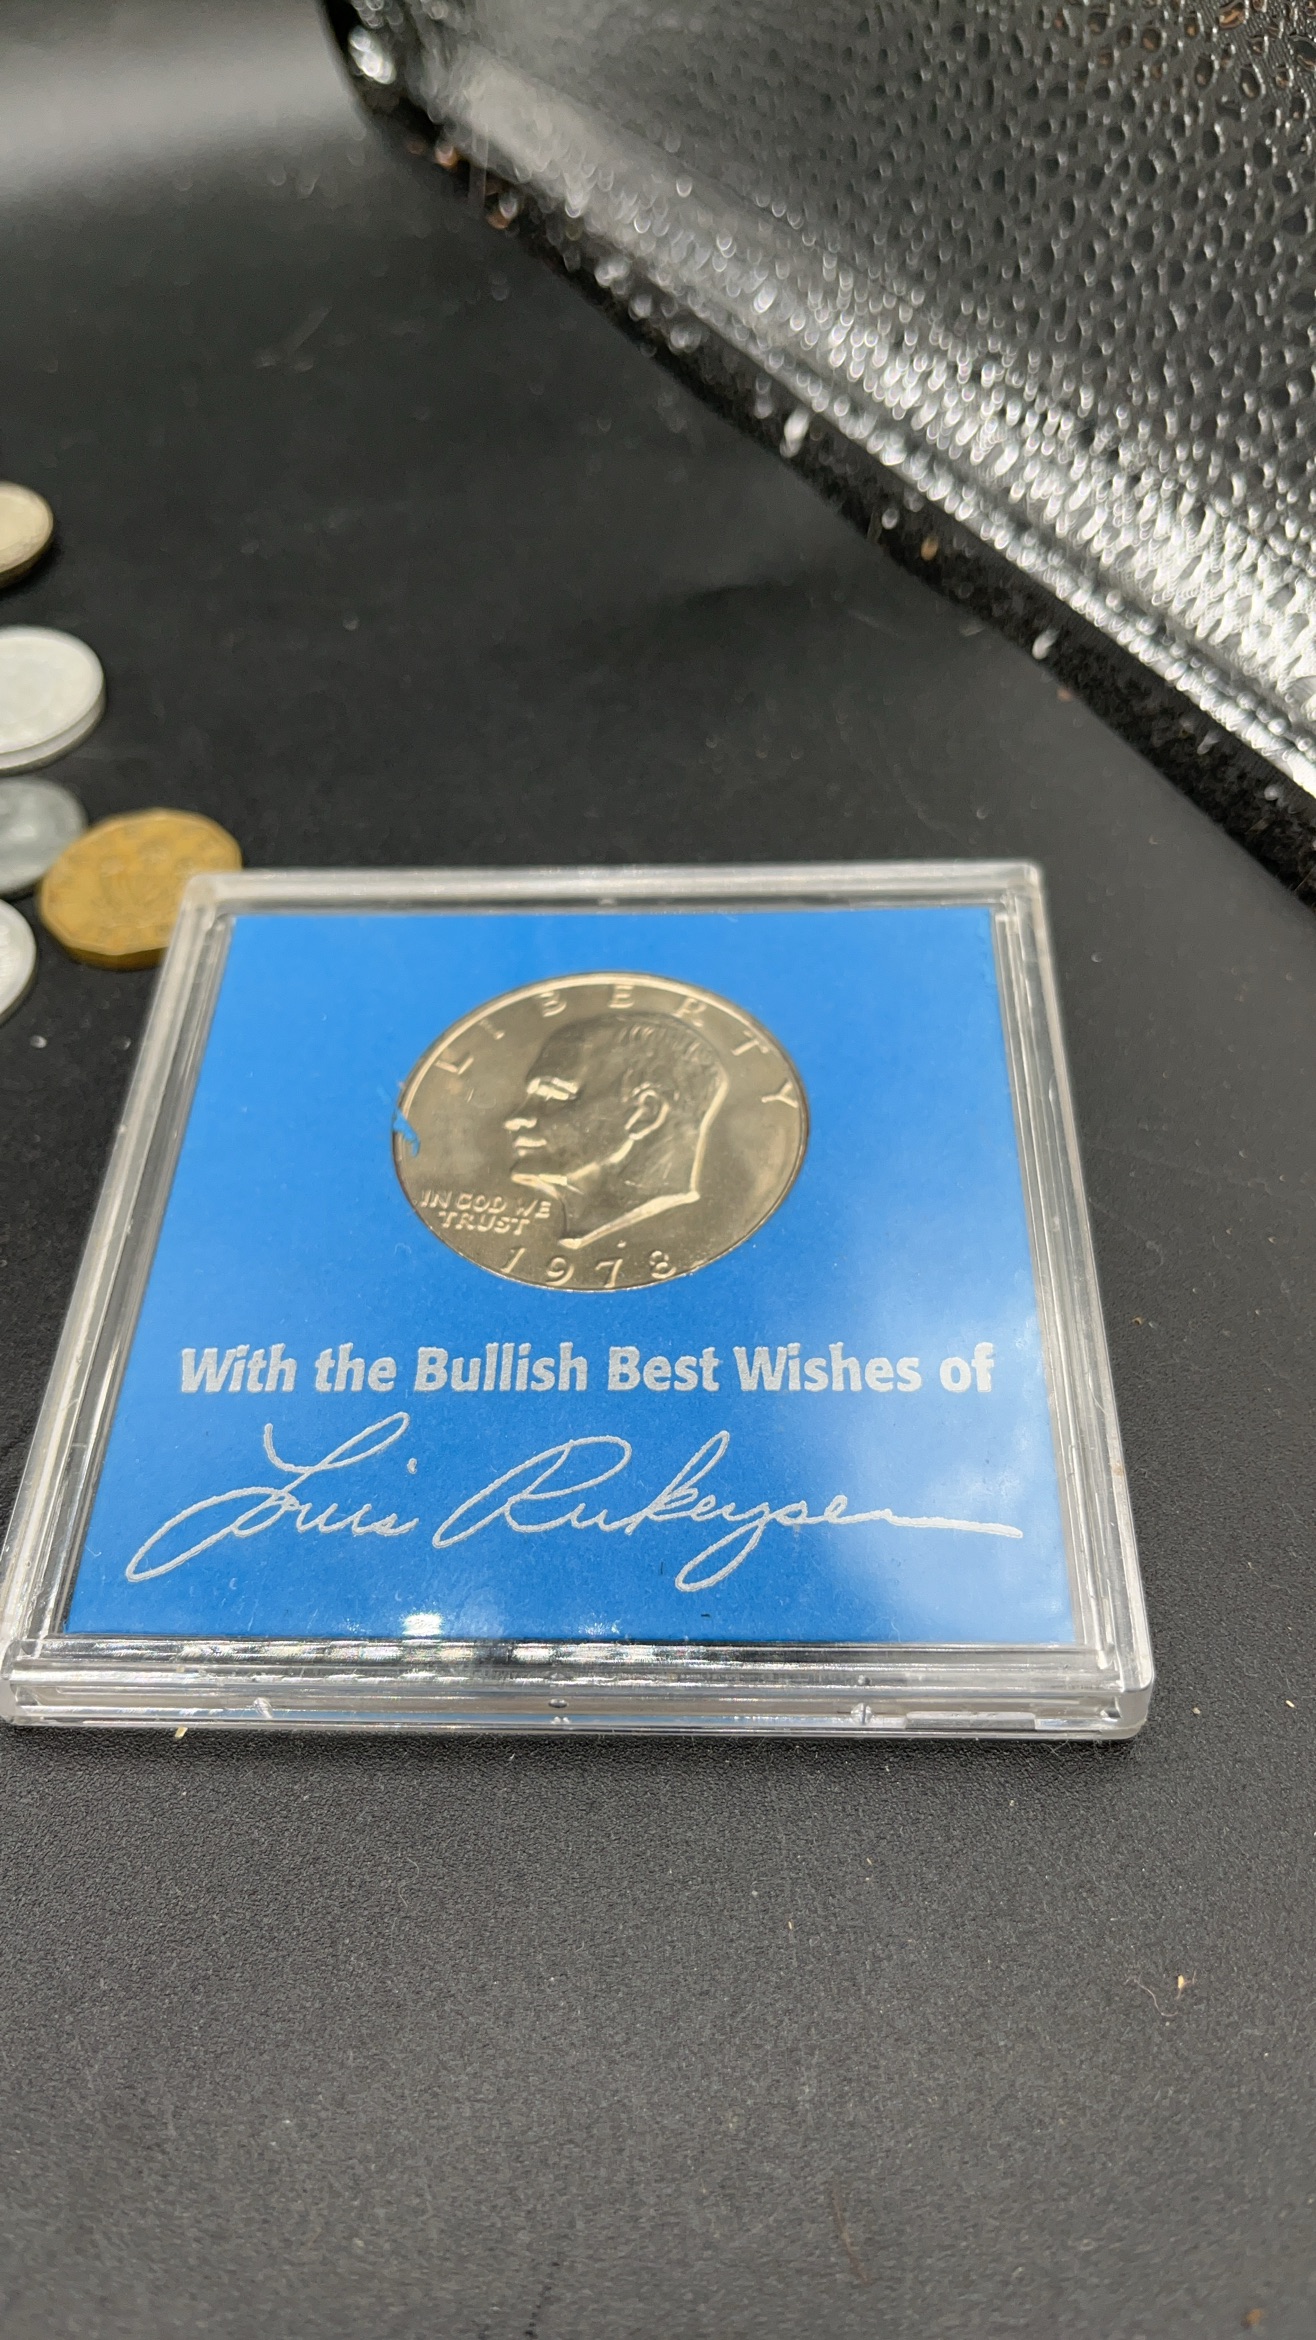 LIBERTY
IN GOD WE
TRUST
1978
With the Bullish Best Wishes of
Louis Rukeyser